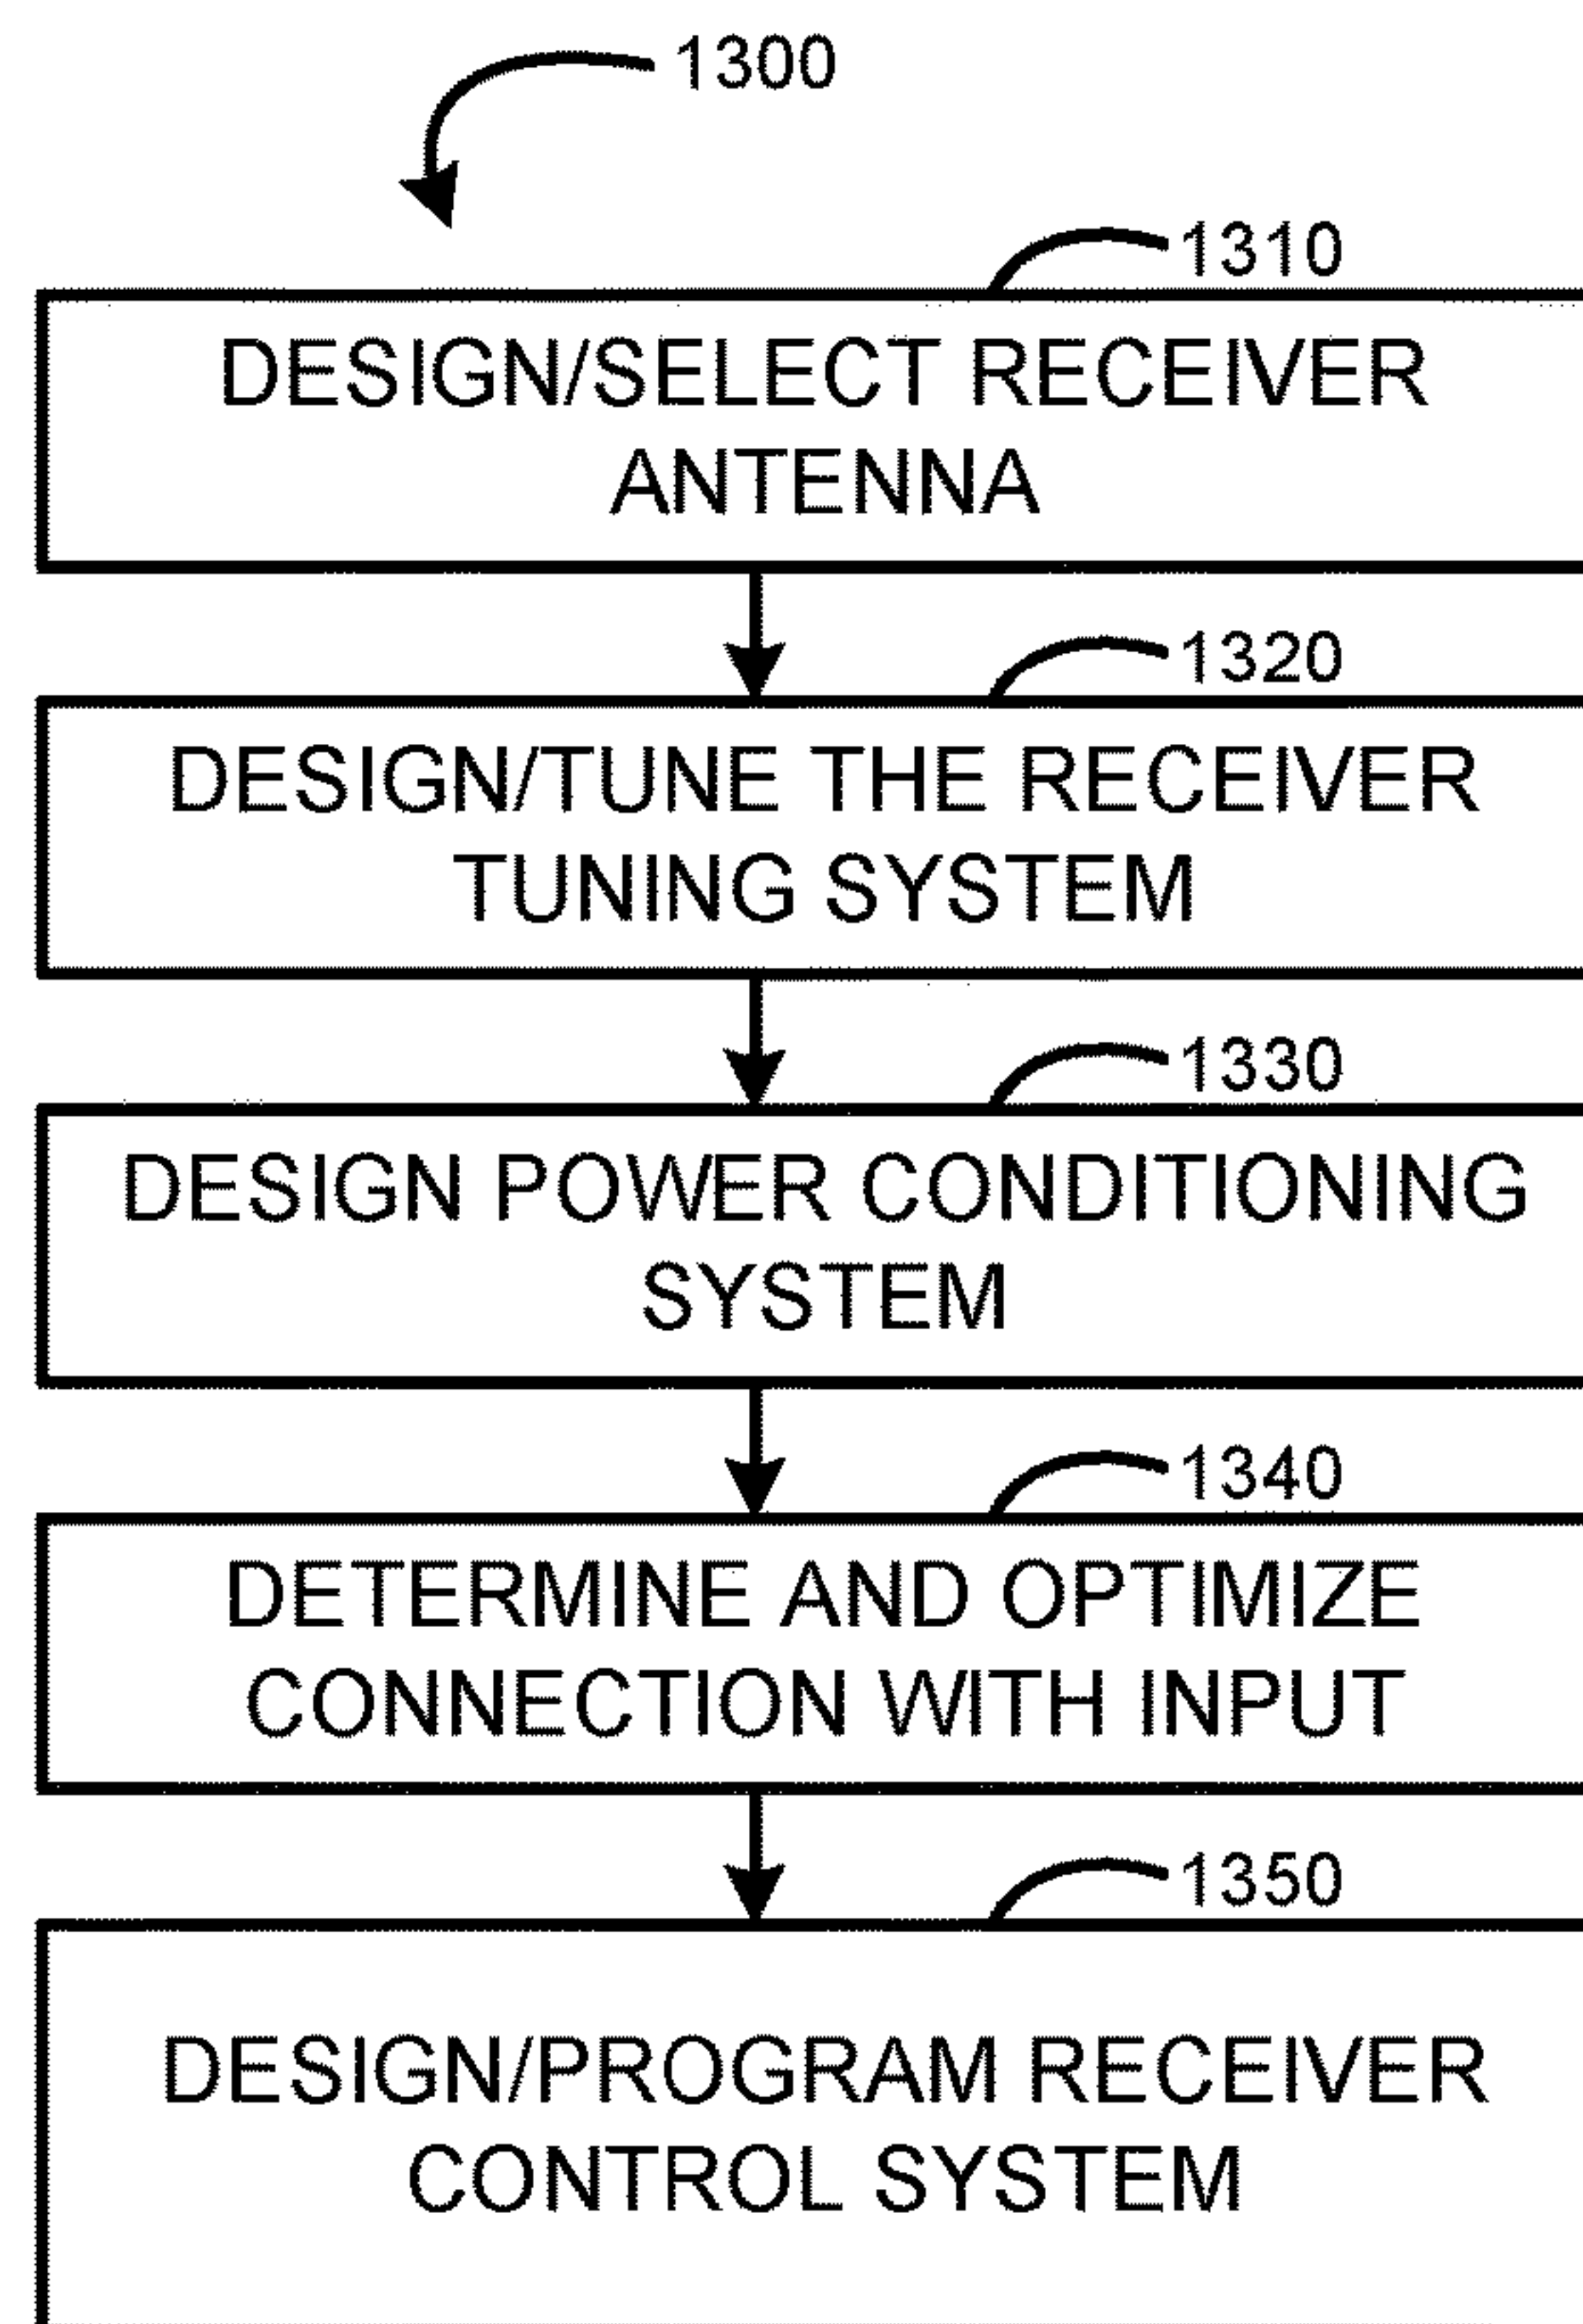 1300
1310
DESIGN/SELECT RECEIVER
ANTENNA
1320
DESIGN/TUNE THE RECEIVER
TUNING SYSTEM
1330
DESIGN POWER CONDITIONING
SYSTEM
1340
DETERMINE AND OPTIMIZE
CONNECTION WITH INPUT
1350
DESIGN/PROGRAM RECEIVER
CONTROL SYSTEM